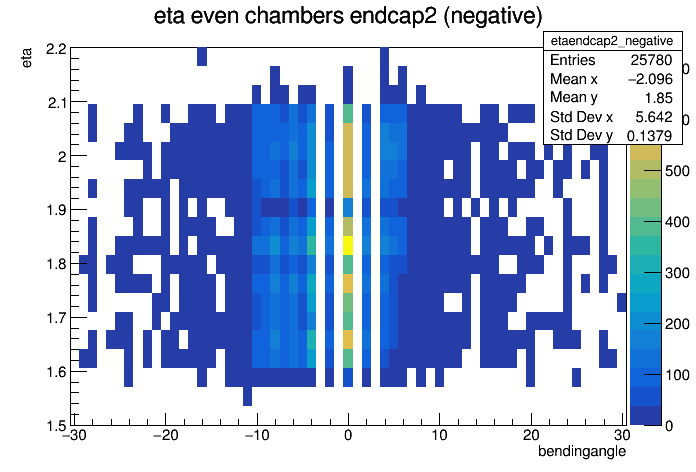 eta even chambers endcap2 (negative)
etaendcap2_negative
Entries 25780
Mean x −2.096
Mean y 1.85
Std Dev x 5.642
Std Dev y 0.1379
eta
2.2
2.1
2
1.9
1.8
1.7
1.6
1.5
−30 −20 −10 0 10 20 30
bendingangle
0
0
500
400
300
200
100
0